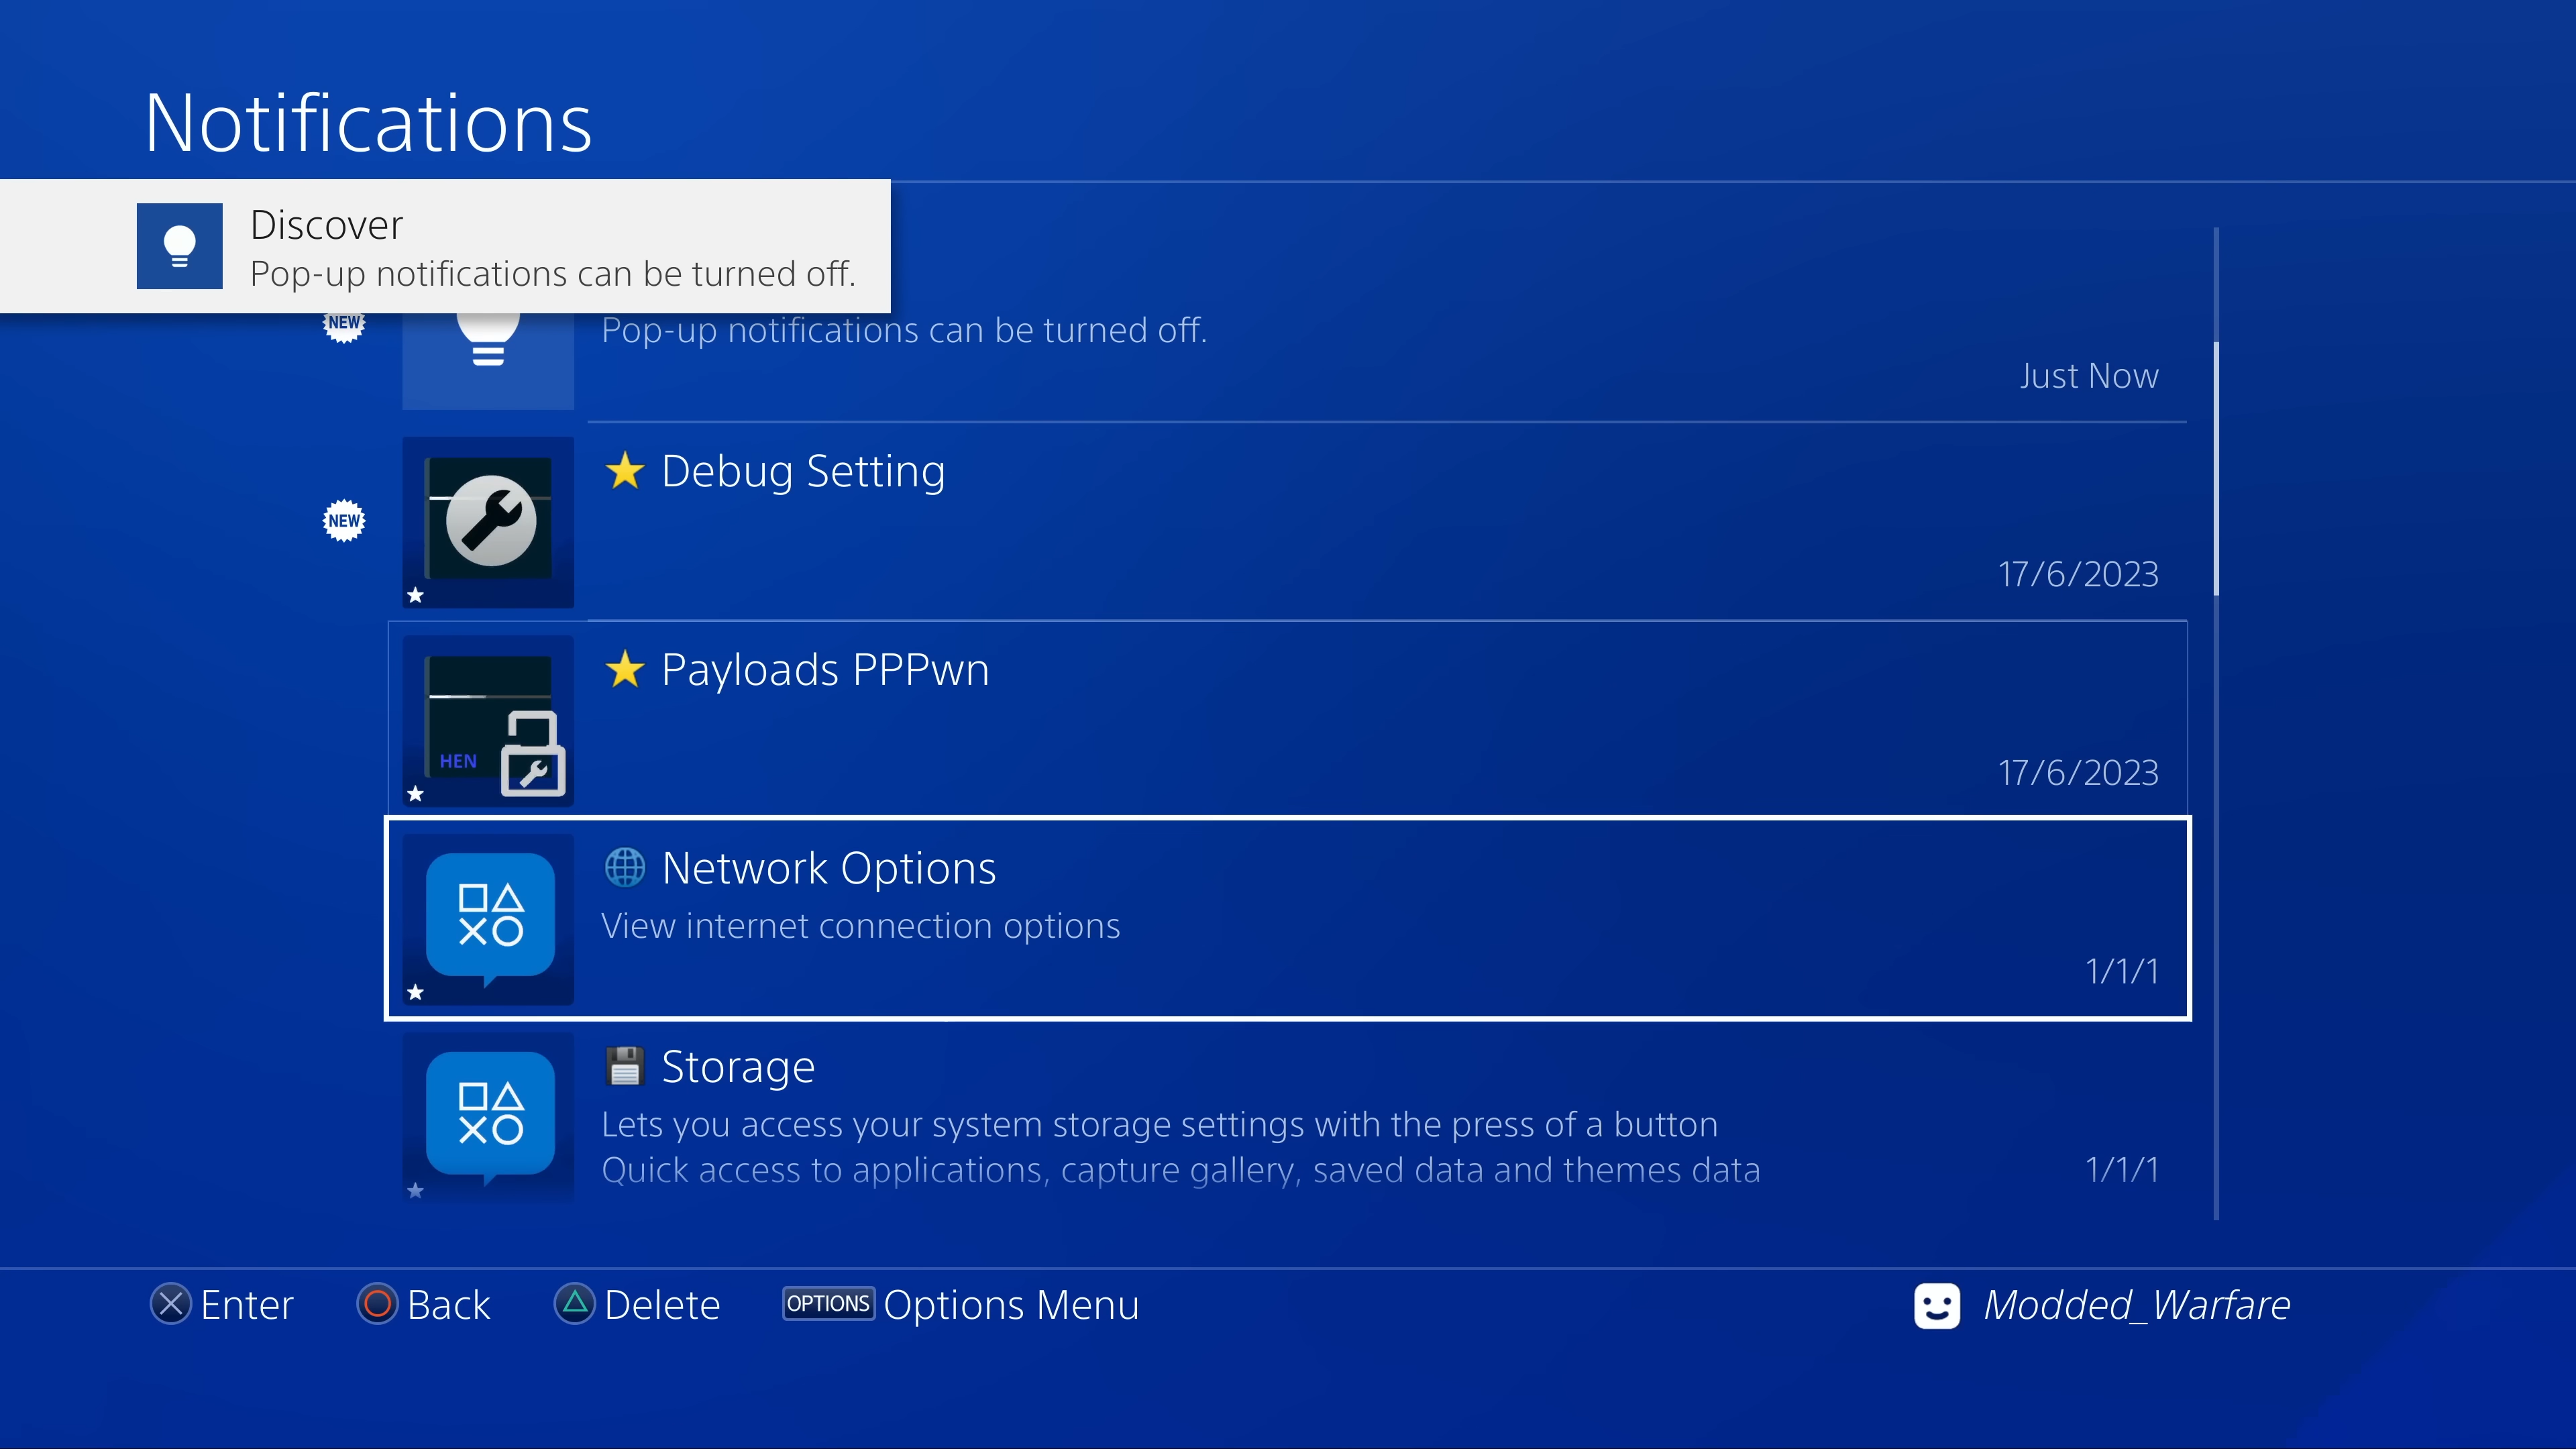 Notifications
Discover
Pop-up notifications can be turned off.
NEW
Pop-up notifications can be turned off.
Just Now
Debug Setting
NEW
17/6/2023
Payloads PPPwn
HEN
17/6/2023
Network Options
View internet connection options
1/1/1
Storage
Lets you access your system storage settings with the press of a button
Quick access to applications, capture gallery, saved data and themes data
1/1/1
Enter Back Delete OPTIONS Options Menu Modded_Warfare